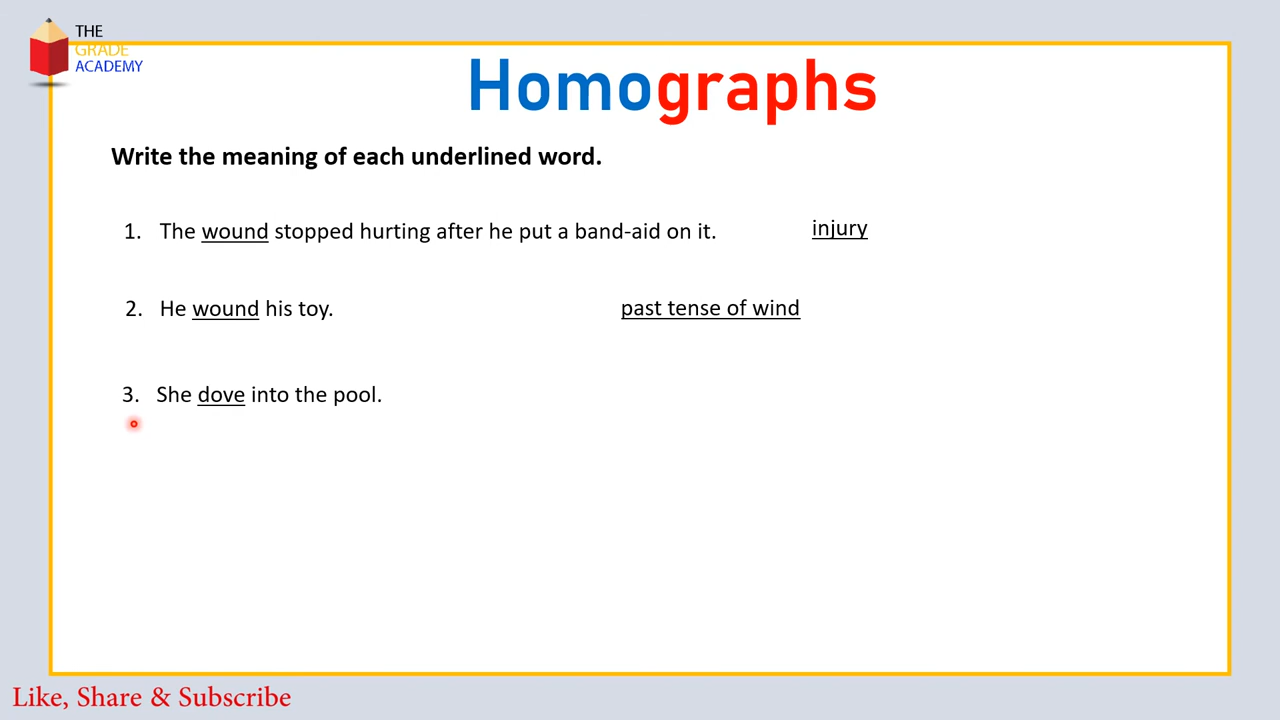 THE
GRADE
ACADEMY
Homographs
Write the meaning of each underlined word.
1. The wound stopped hurting after he put a band-aid on it. injury
2. He wound his toy. past tense of wind
3. She dove into the pool.
Like, Share & Subscribe